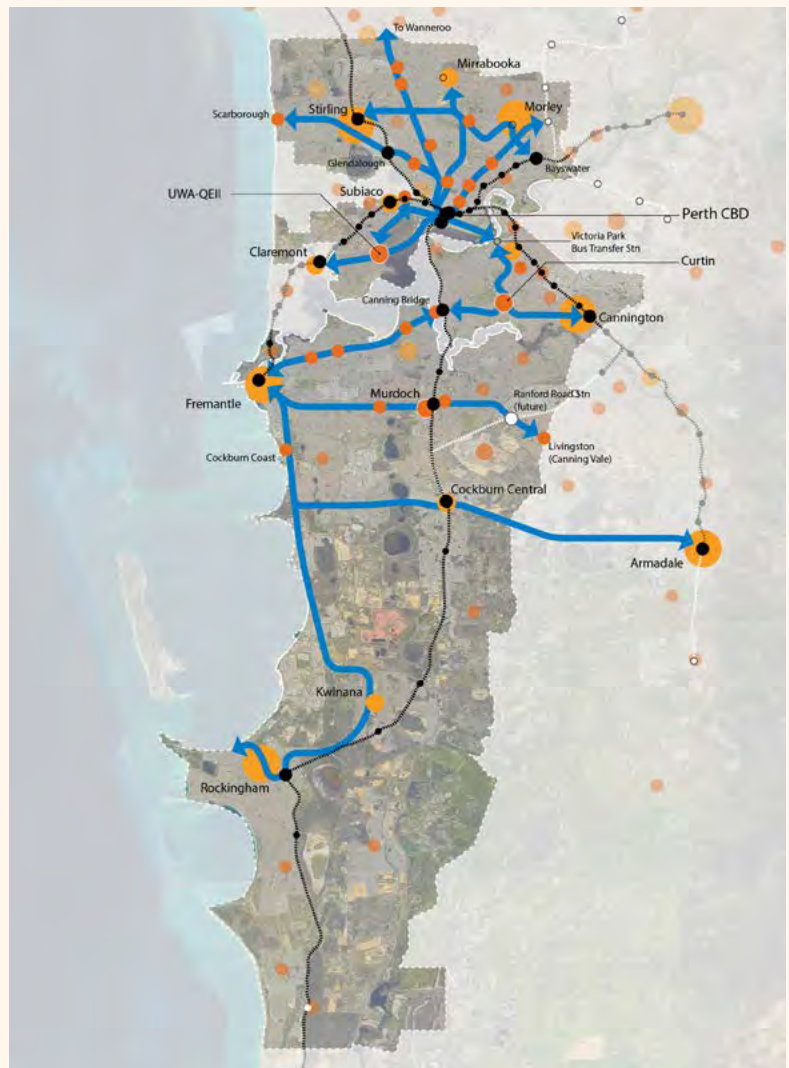 To Wanneroo
Mirrabooka
Stirling
Morley
Scarborough
Glendalough
Bayswater
UWA-QEII
Subiaco
Perth CBD
Victoria Park
Bus Transfer Stn
Claremont
Curtin
Canning Bridge
Cannington
Fremantle
Murdoch
Ranford Road Stn
(future)
Livingston
(Canning Vale)
Cockburn Coast
Cockburn Central
Armadale
Kwinana
Rockingham